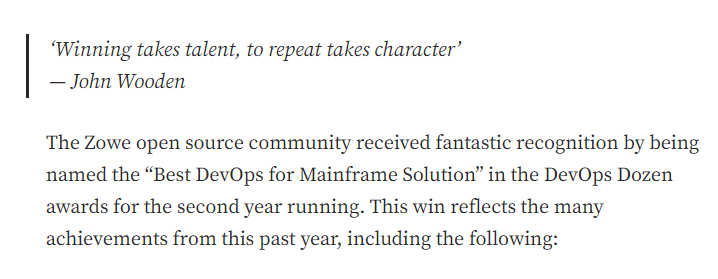 ‘Winning takes talent, to repeat takes character’
— John Wooden
The Zowe open source community received fantastic recognition by being
named the “Best DevOps for Mainframe Solution” in the DevOps Dozen
awards for the second year running. This win reflects the many
achievements from this past year, including the following: